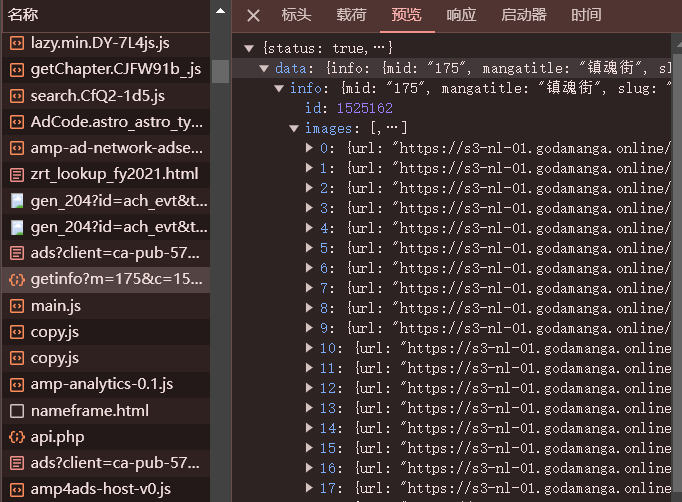 名称
lazy.min.DY-7L4js.js
getChapter.CJFW91b_.js
search.CfQ2-1d5.js
AdCode.astro_astro_ty...
amp-ad-network-adse...
zrt_lookup_fy2021.html
gen_204?id=ach_evt&t...
gen_204?id=ach_evt&t...
ads?client=ca-pub-57...
getinfo?m=175&c=15...
main.js
copy.js
copy.js
amp-analytics-0.1.js
nameframe.html
api.php
ads?client=ca-pub-57...
amp4ads-host-v0.js
标头 载荷 预览 响应 启动器 时间
{status: true,…}
data: {info: {mid: "175", mangatitle: "镇魂街", sl
info: {mid: "175", mangatitle: "镇魂街", slug: "
id: 1525162
images: [,…]
0: {url: "https://s3-nl-01.godamanga.online/
1: {url: "https://s3-nl-01.godamanga.online/
2: {url: "https://s3-nl-01.godamanga.online/
3: {url: "https://s3-nl-01.godamanga.online/
4: {url: "https://s3-nl-01.godamanga.online/
5: {url: "https://s3-nl-01.godamanga.online/
6: {url: "https://s3-nl-01.godamanga.online/
7: {url: "https://s3-nl-01.godamanga.online/
8: {url: "https://s3-nl-01.godamanga.online/
9: {url: "https://s3-nl-01.godamanga.online/
10: {url: "https://s3-nl-01.godamanga.online
11: {url: "https://s3-nl-01.godamanga.online
12: {url: "https://s3-nl-01.godamanga.online
13: {url: "https://s3-nl-01.godamanga.online
14: {url: "https://s3-nl-01.godamanga.online
15: {url: "https://s3-nl-01.godamanga.online
16: {url: "https://s3-nl-01.godamanga.online
17: {url: "https://s3-nl-01.godamanga.online